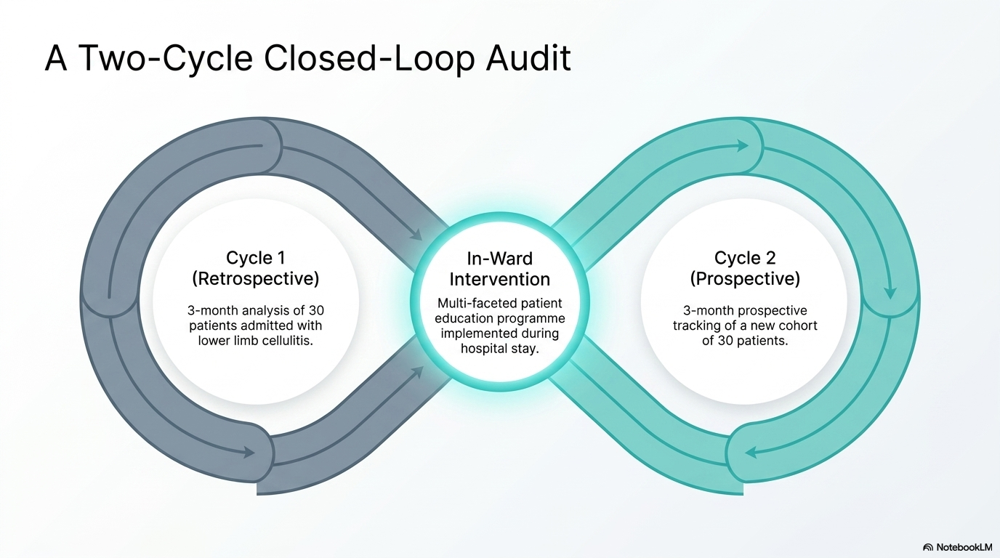 A Two-Cycle Closed-Loop Audit
Cycle 1
(Retrospective)
3-month analysis of 30
patients admitted with
lower limb cellulitis.
In-Ward
Intervention
Multi-faceted patient
education programme
implemented during
hospital stay.
Cycle 2
(Prospective)
3-month prospective
tracking of a new cohort
of 30 patients.
NotebookLM